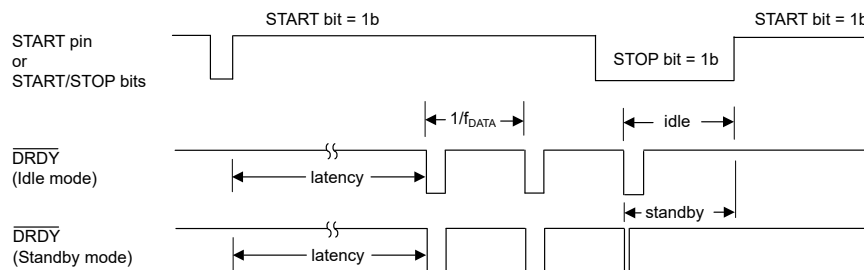 START bit = 1b
START bit = 1b
START pin
or
START/STOP bits
STOP bit = 1b
1/fDATA
idle
DRDY
(Idle mode)
latency
standby
DRDY
(Standby mode)
latency